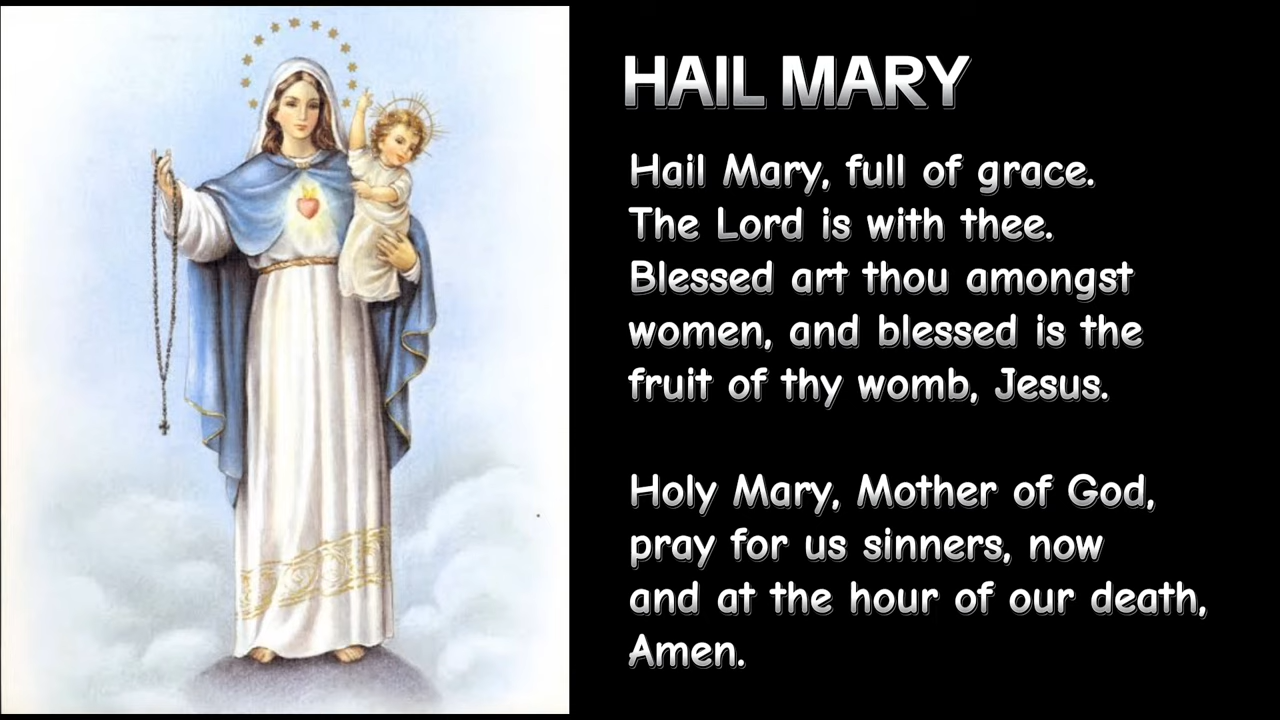 HAIL MARY
Hail Mary, full of grace.
The Lord is with thee.
Blessed art thou amongst
women, and blessed is the
fruit of thy womb, Jesus.
Holy Mary, Mother of God,
pray for us sinners, now
and at the hour of our death,
Amen.